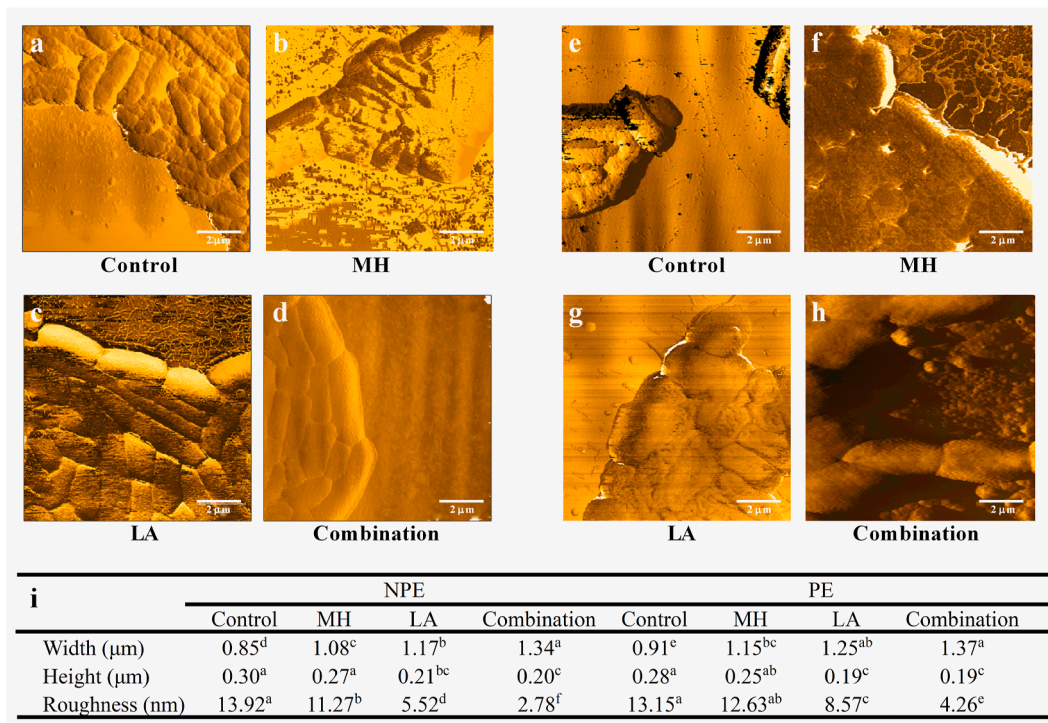 a b e f
2 μm 2 μm 2 μm 2 μm
Control MH Control MH
c d g h
2 μm 2 μm 2 μm 2 μm
LA Combination LA Combination
i NPE PE
Control MH LA Combination Control MH LA Combination
Width (μm) 0.85ᵈ 1.08ᶜ 1.17ᵇ 1.34ᵃ 0.91ᵉ 1.15ᵇᶜ 1.25ᵃᵇ 1.37ᵃ
Height (μm) 0.30ᵃ 0.27ᵃ 0.21ᵇᶜ 0.20ᶜ 0.28ᵃ 0.25ᵃᵇ 0.19ᶜ 0.19ᶜ
Roughness (nm) 13.92ᵃ 11.27ᵇ 5.52ᵈ 2.78ᶠ 13.15ᵃ 12.63ᵃᵇ 8.57ᶜ 4.26ᵉ